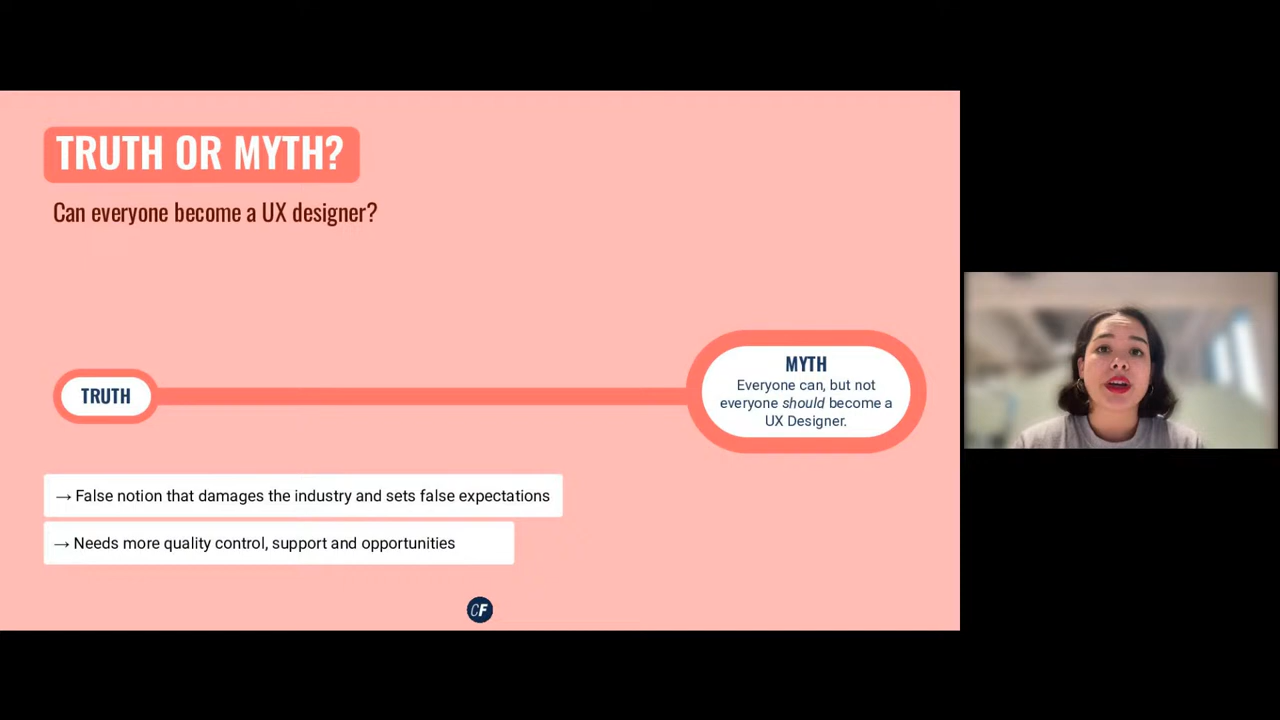 TRUTH OR MYTH?
Can everyone become a UX designer?
MYTH
Everyone can, but not
everyone should become a
UX Designer.
TRUTH
→ False notion that damages the industry and sets false expectations
→ Needs more quality control, support and opportunities
CF